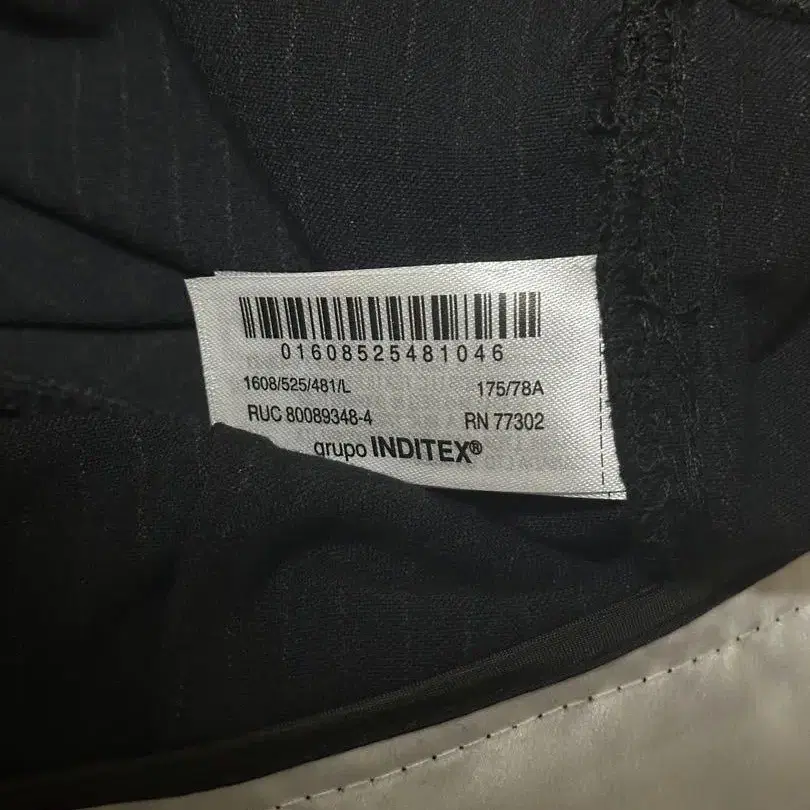 01608525481046
1608/525/481/L 175/78A
RUC 80089348-4 RN 77302
grupo INDITEX®